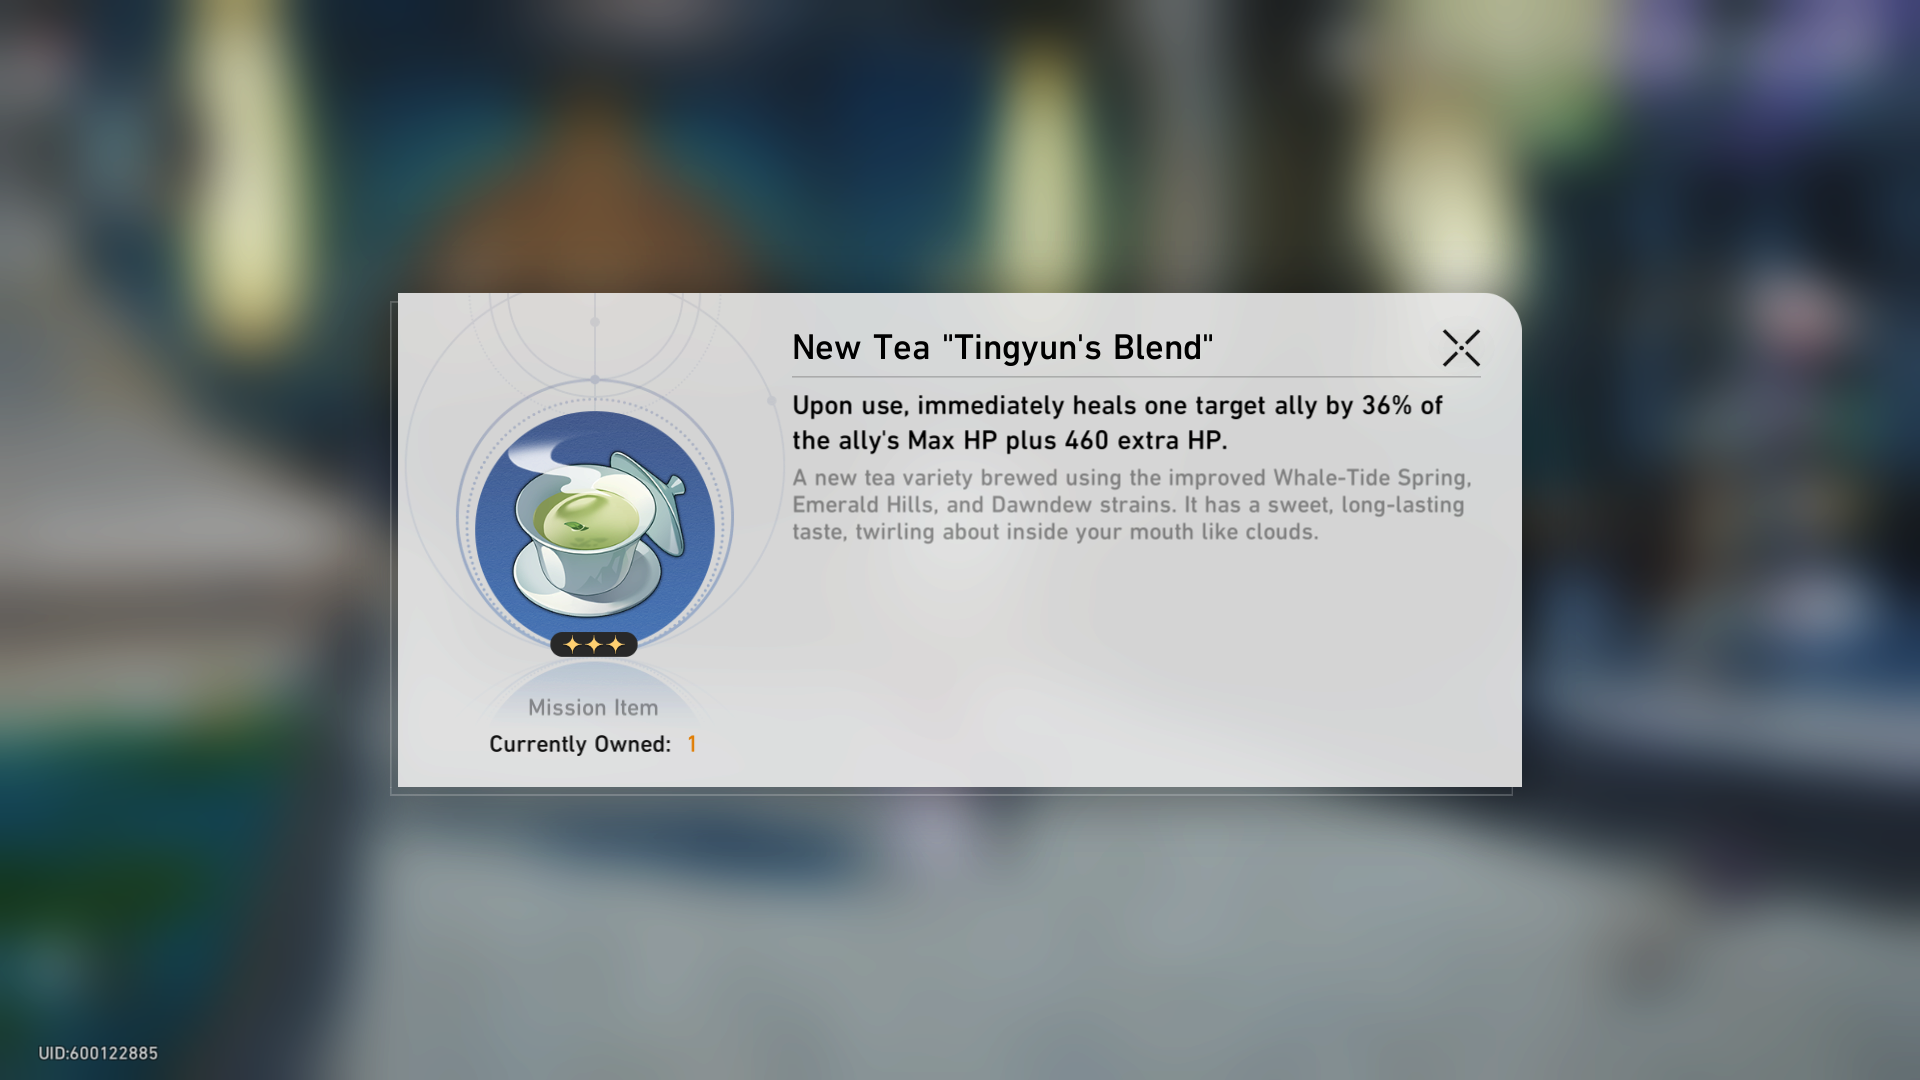 New Tea "Tingyun's Blend"
Upon use, immediately heals one target ally by 36% of
the ally's Max HP plus 460 extra HP.
A new tea variety brewed using the improved Whale-Tide Spring,
Emerald Hills, and Dawndew strains. It has a sweet, long-lasting
taste, twirling about inside your mouth like clouds.
Mission Item
Currently Owned: 1
UID:600122885